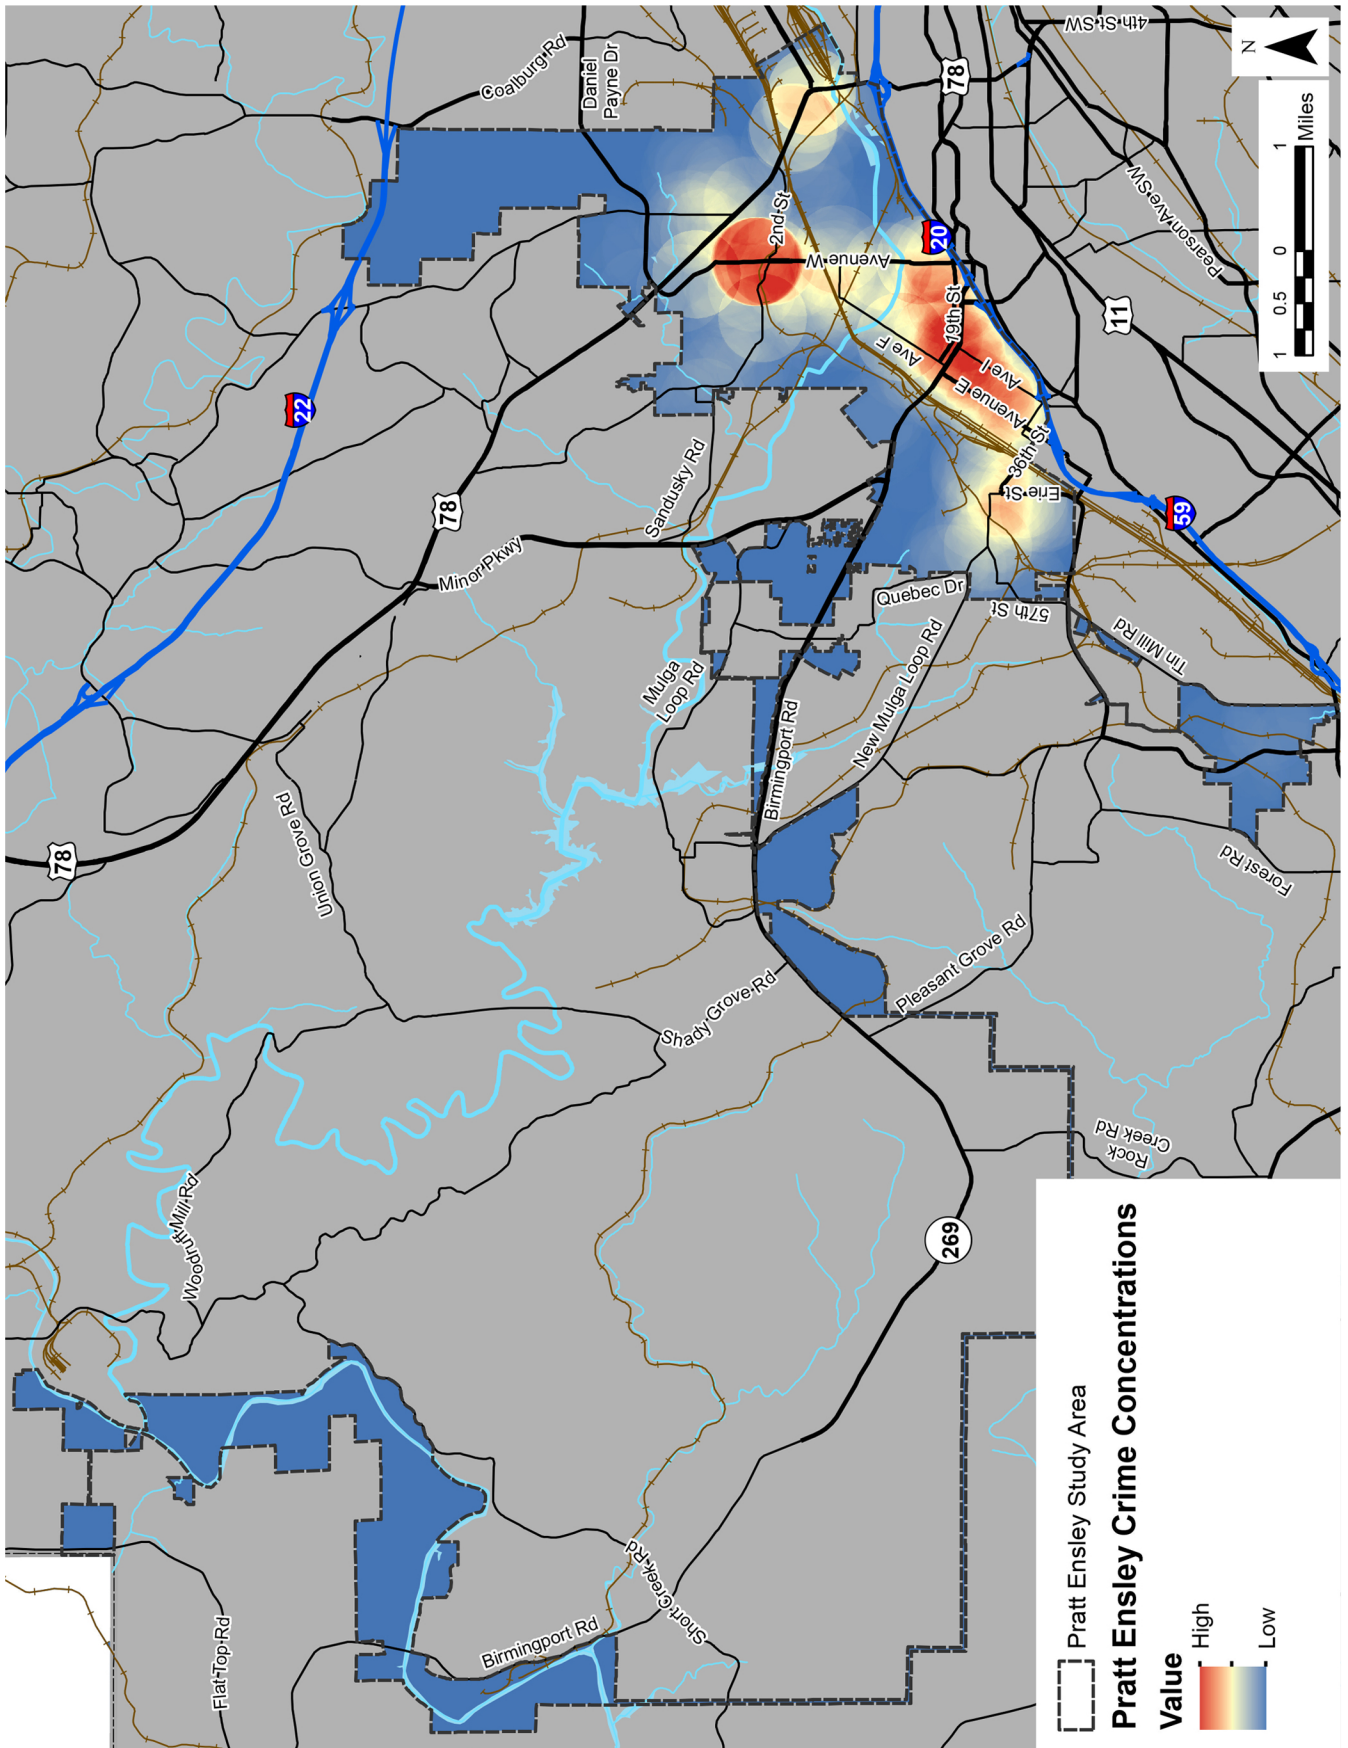 Coalburg Rd
Daniel
Payne Dr
4th St SW
N
78
22
78
78
Minor Pkwy
Sandusky Rd
2nd St
Avenue W
20
19th St
Ave F
Avenue E
Ave I
36th St
Erie St
11
59
Pearson Ave SW
1
0.5
0
1
Miles
Quebec Dr
57th St
Tin Mill Rd
Mulga
Loop Rd
Birmingport Rd
New Mulga Loop Rd
Union Grove Rd
Forest Rd
Shady Grove Rd
Pleasant Grove Rd
Rock
Creek Rd
Woodruff Mill Rd
269
Short Creek Rd
Birmingport Rd
Flat Top Rd
Pratt Ensley Study Area
Pratt Ensley Crime Concentrations
Value
High
Low